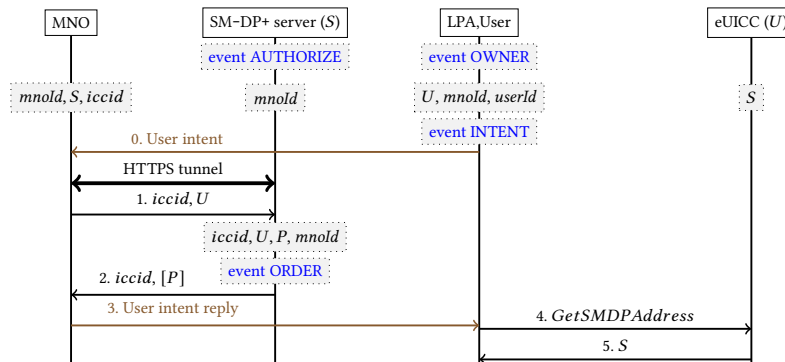 MNO
SM-DP+ server (S)
LPA,User
eUICC (U)
event AUTHORIZE
event OWNER
mnoId, S, iccid
mnoId
U, mnoId, userId
S
event INTENT
0. User intent
HTTPS tunnel
1. iccid, U
iccid, U, P, mnoId
event ORDER
2. iccid, [P]
3. User intent reply
4. GetSMDPAddress
5. S